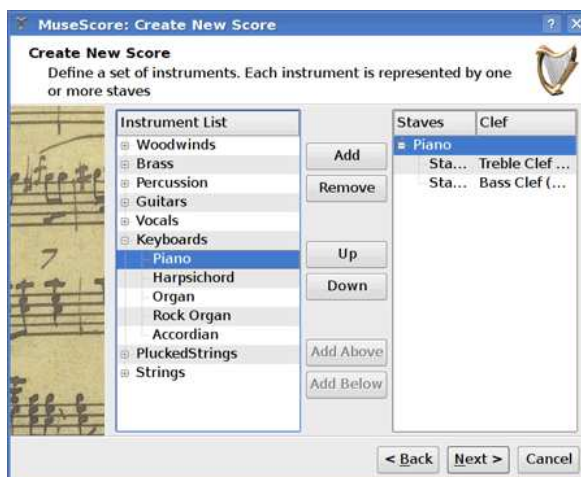 MuseScore: Create New Score
Create New Score
Define a set of instruments. Each instrument is represented by one
or more staves
Instrument List
Woodwinds
Brass
Percussion
Guitars
Vocals
Keyboards
Piano
Harpsichord
Organ
Rock Organ
Accordian
PluckedStrings
Strings
Add
Remove
Up
Down
Add Above
Add Below
Staves Clef
Piano
Sta... Treble Clef ...
Sta... Bass Clef (...
< Back Next > Cancel